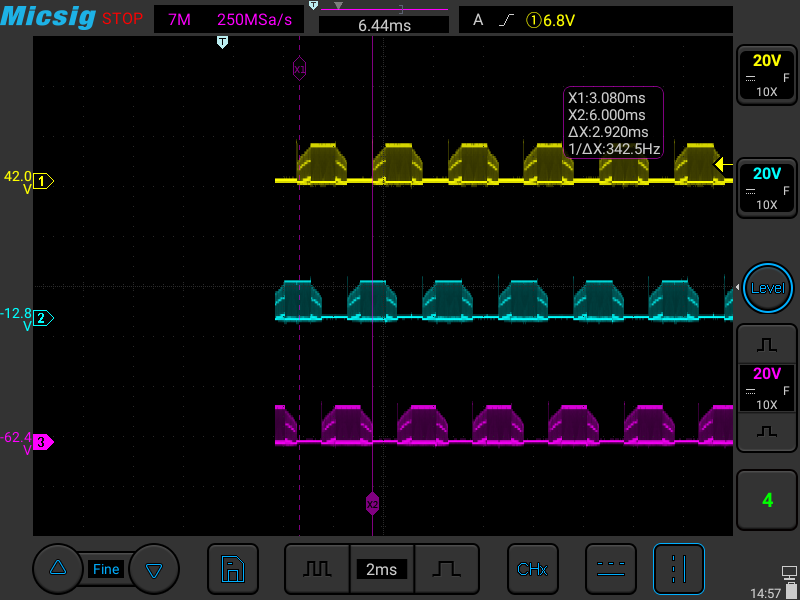 Micsig STOP 7M 250MSa/s T 6.44ms A ①6.8V
T
X1
X1:3.080ms
X2:6.000ms
ΔX:2.920ms
1/ΔX:342.5Hz
20V
F
10X
42.0
V
1
20V
F
10X
-12.8
V
2
Level
20V
F
10X
-62.4
V
3
X2
4
Fine
2ms
CHx
14:57